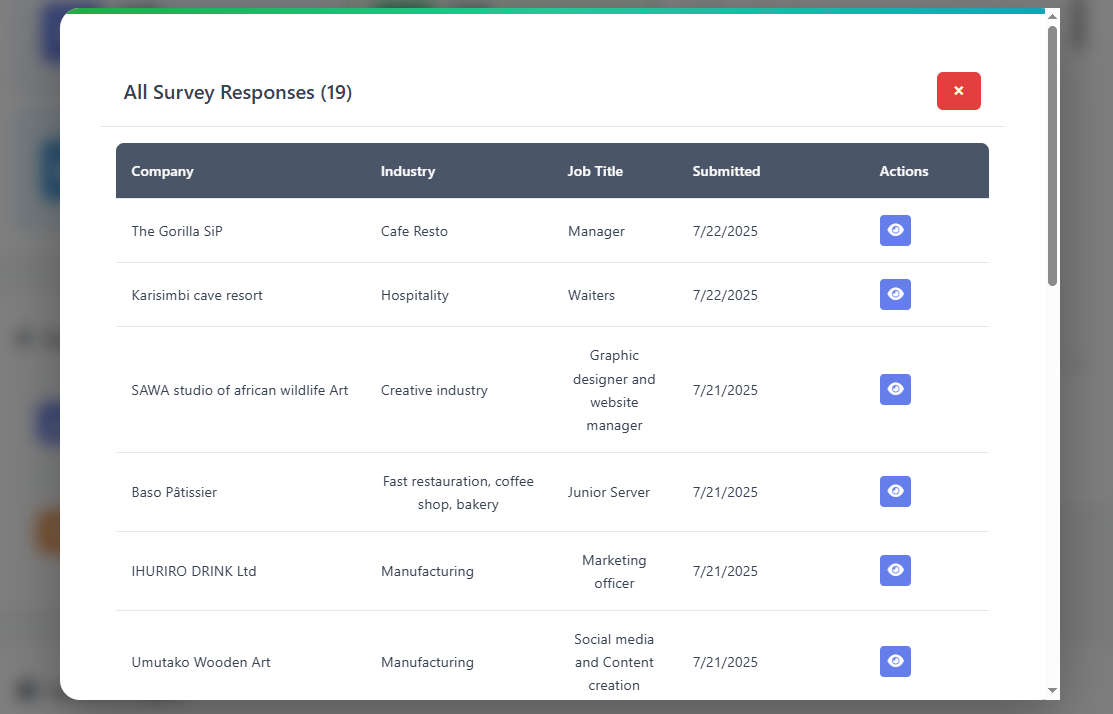 All Survey Responses (19)
×
Company Industry Job Title Submitted Actions
The Gorilla SiP Cafe Resto Manager 7/22/2025
Karisimbi cave resort Hospitality Waiters 7/22/2025
SAWA studio of african wildlife Art Creative industry Graphic
designer and
website
manager 7/21/2025
Baso Pâtissier Fast restauration, coffee
shop, bakery Junior Server 7/21/2025
IHURIRO DRINK Ltd Manufacturing Marketing
officer 7/21/2025
Umutako Wooden Art Manufacturing Social media
and Content
creation 7/21/2025